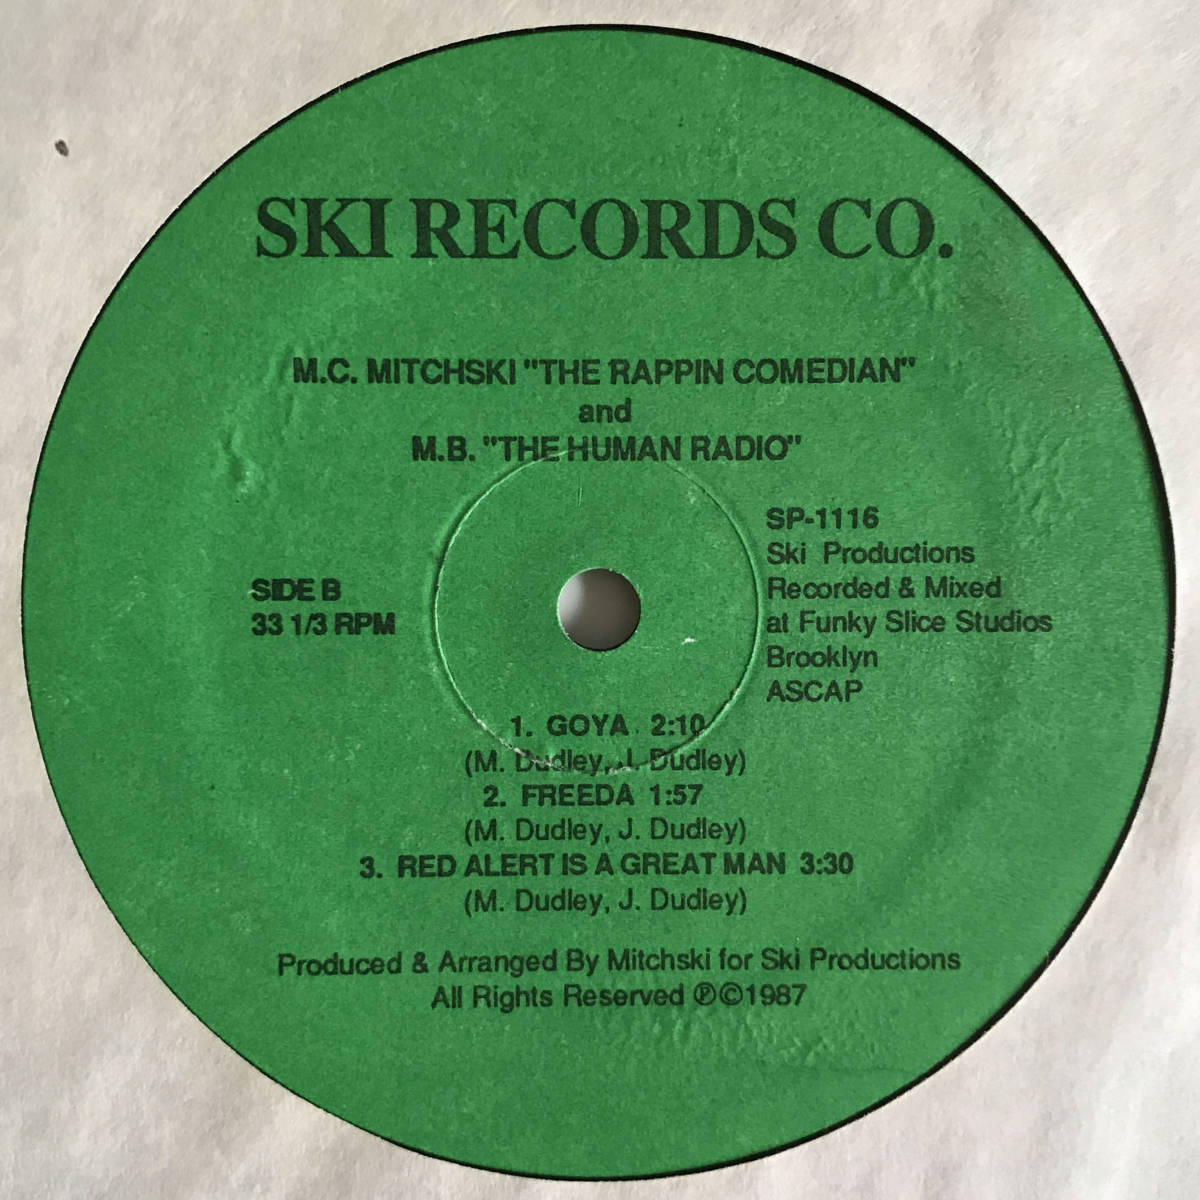 SKI RECORDS CO.
M.C. MITCHSKI "THE RAPPIN COMEDIAN"
and
M.B. "THE HUMAN RADIO"
SIDE B
33 1/3 RPM
SP-1116
Ski Productions
Recorded & Mixed
at Funky Slice Studios
Brooklyn
ASCAP
1. GOYA 2:10
(M. Dudley, J. Dudley)
2. FREEDA 1:57
(M. Dudley, J. Dudley)
3. RED ALERT IS A GREAT MAN 3:30
(M. Dudley, J. Dudley)
Produced & Arranged By Mitchski for Ski Productions
All Rights Reserved ℗©1987